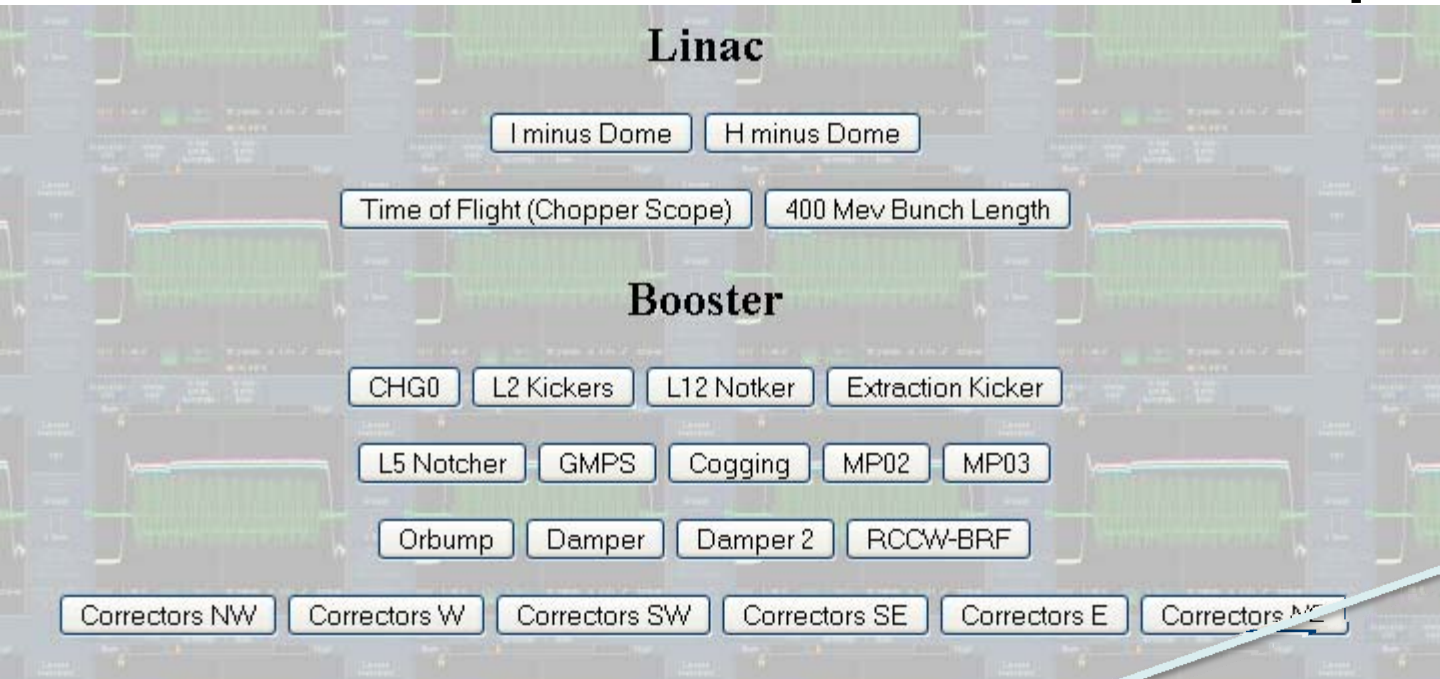 Linac
I minus Dome H minus Dome
Time of Flight (Chopper Scope) 400 Mev Bunch Length
Booster
CHG0 L2 Kickers L12 Notker Extraction Kicker
L5 Notcher GMPS Cogging MP02 MP03
Orbump Damper Damper 2 RCCW-BRF
Correctors NW Correctors W Correctors SW Correctors SE Correctors E Correctors